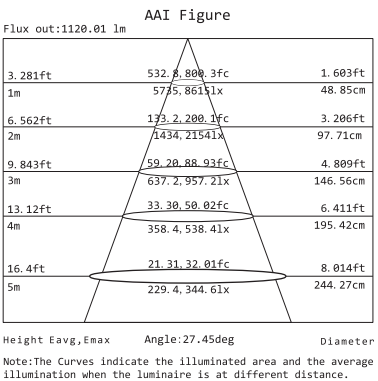 AAI Figure
Flux out:1120.01 lm
3.281ft 532.8,800.3fc 1.603ft
1m 5735,8615lx 48.85cm
6.562ft 133.2,200.1fc 3.206ft
2m 1434,2154lx 97.71cm
9.843ft 59.20,88.93fc 4.809ft
3m 637.2,957.2lx 146.56cm
13.12ft 33.30,50.02fc 6.411ft
4m 358.4,538.4lx 195.42cm
16.4ft 21.31,32.01fc 8.014ft
5m 229.4,344.6lx 244.27cm
Height Eavg,Emax Angle:27.45deg Diameter
Note:The Curves indicate the illuminated area and the average
illumination when the luminaire is at different distance.